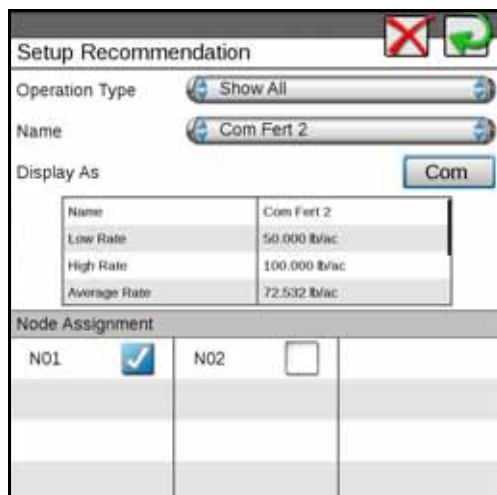 Setup Recommendation
Operation Type Show All
Name Com Fert 2
Display As Com
Name Com Fert 2
Low Rate 50.000 lb/ac
High Rate 100.000 lb/ac
Average Rate 72.532 lb/ac
Node Assignment
N01 N02